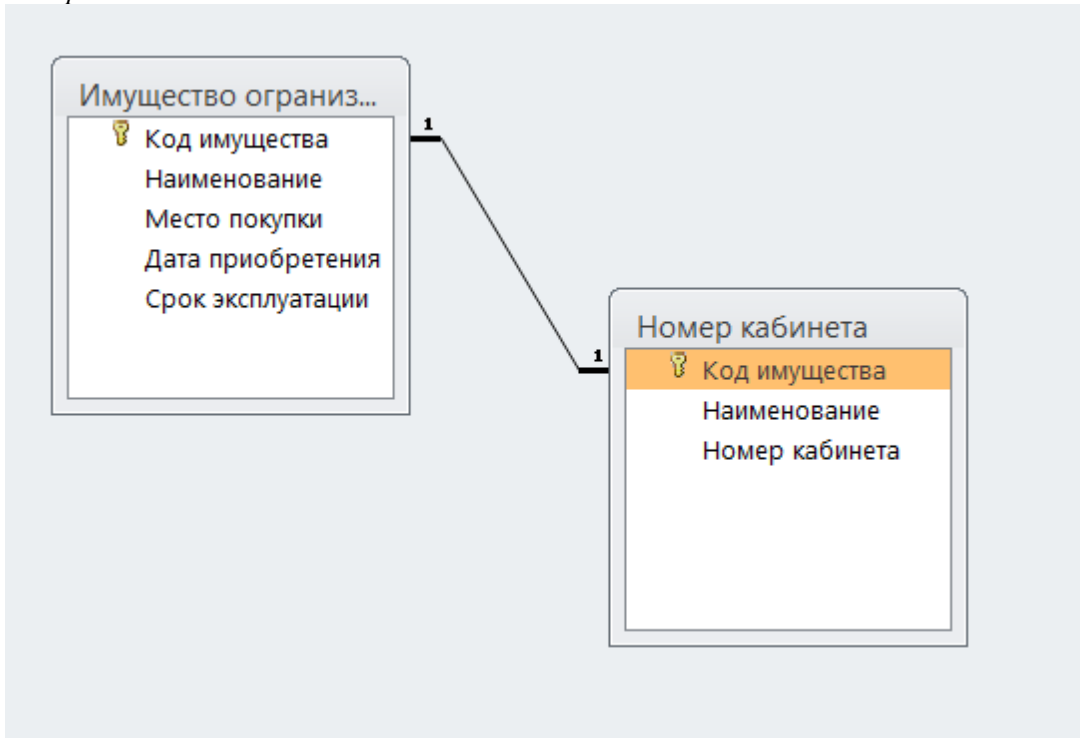 Имущество ограниз...
Код имущества
Наименование
Место покупки
Дата приобретения
Срок эксплуатации
1
1
Номер кабинета
Код имущества
Наименование
Номер кабинета